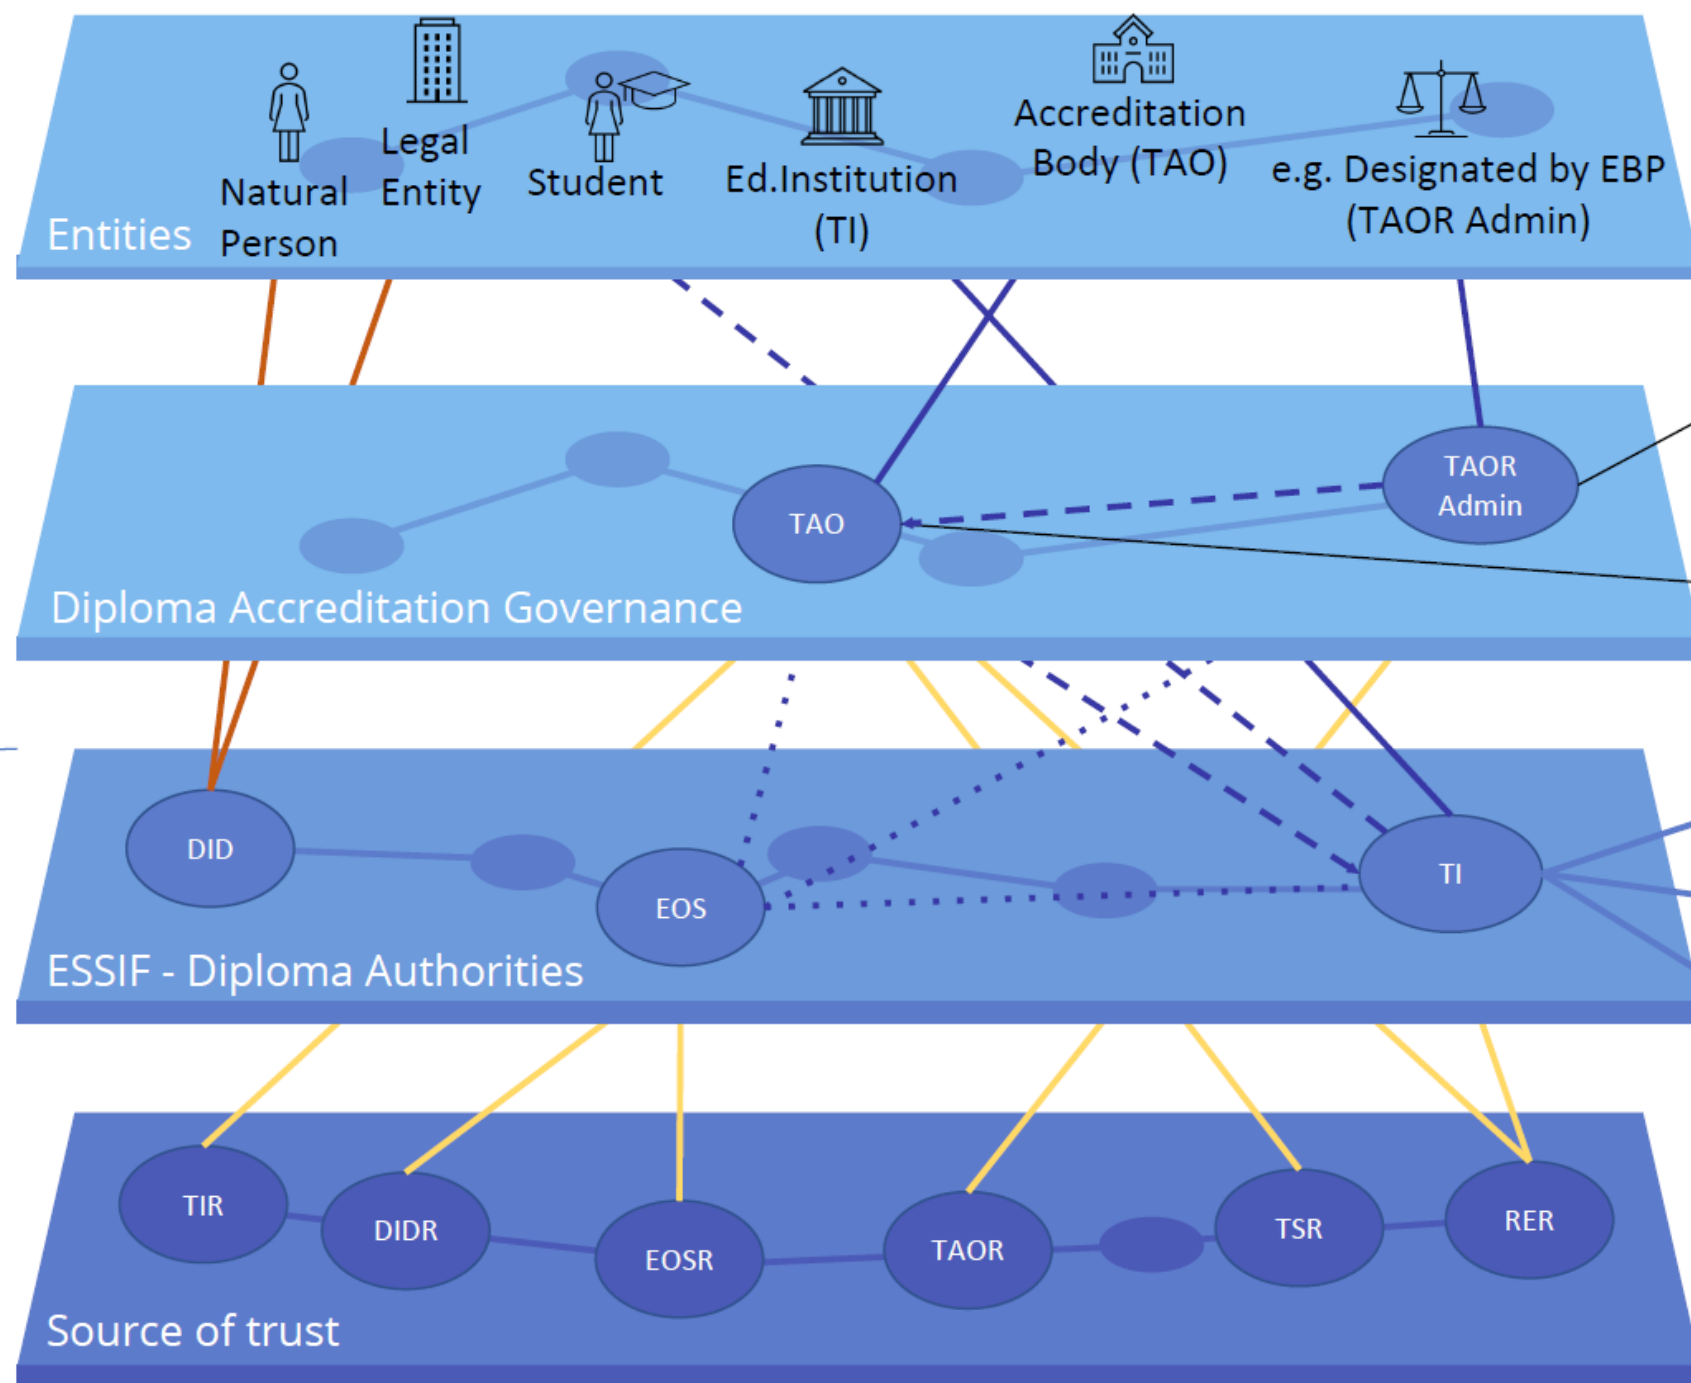 Natural
Person
Legal
Entity
Student
Ed.Institution
(TI)
Accreditation
Body (TAO)
e.g. Designated by EBP
(TAOR Admin)
Entities
TAO
TAOR
Admin
Diploma Accreditation Governance
DID
EOS
TI
ESSIF - Diploma Authorities
TIR
DIDR
EOSR
TAOR
TSR
RER
Source of trust